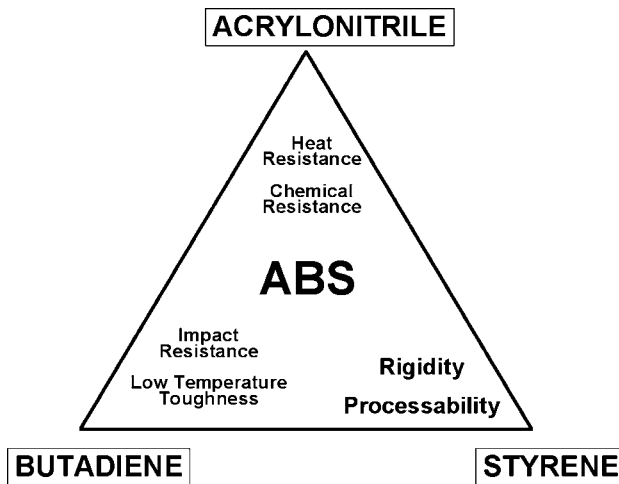 ACRYLONITRILE
Heat
Resistance
Chemical
Resistance
ABS
Impact
Resistance
Low Temperature
Toughness
Rigidity
Processability
BUTADIENE
STYRENE